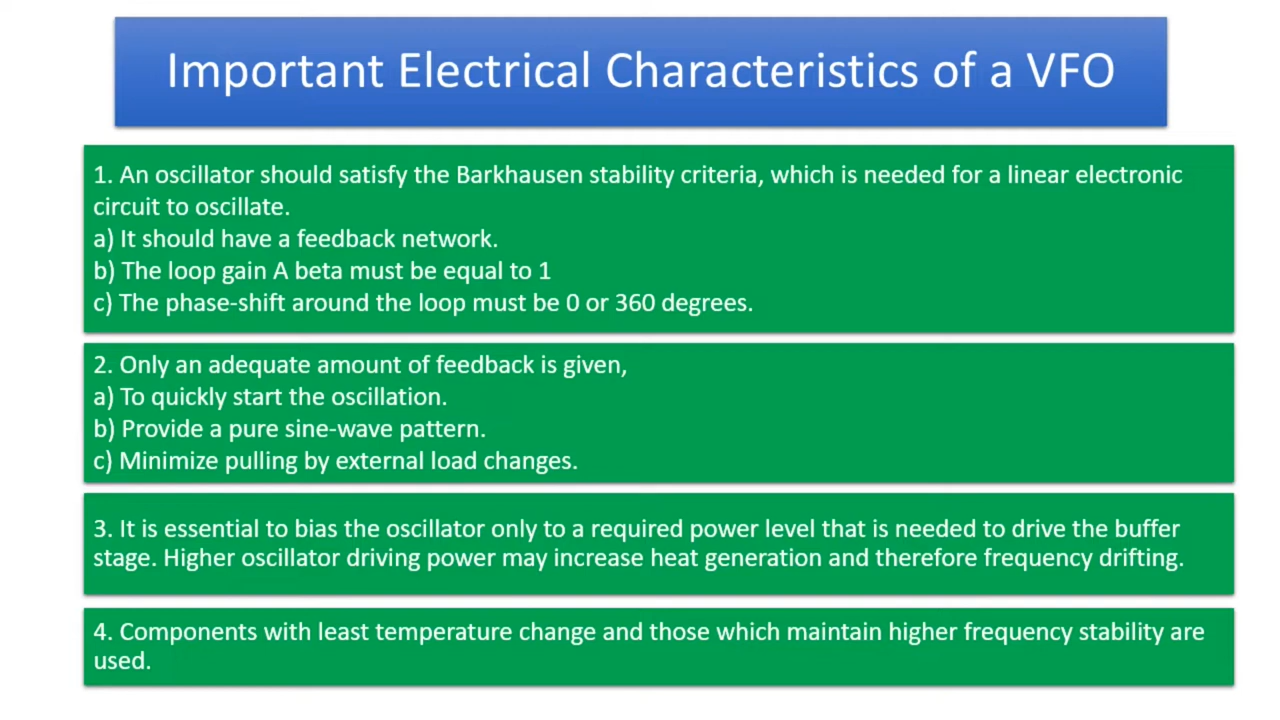 Important Electrical Characteristics of a VFO
1. An oscillator should satisfy the Barkhausen stability criteria, which is needed for a linear electronic
circuit to oscillate.
a) It should have a feedback network.
b) The loop gain A beta must be equal to 1
c) The phase-shift around the loop must be 0 or 360 degrees.
2. Only an adequate amount of feedback is given,
a) To quickly start the oscillation.
b) Provide a pure sine-wave pattern.
c) Minimize pulling by external load changes.
3. It is essential to bias the oscillator only to a required power level that is needed to drive the buffer
stage. Higher oscillator driving power may increase heat generation and therefore frequency drifting.
4. Components with least temperature change and those which maintain higher frequency stability are
used.